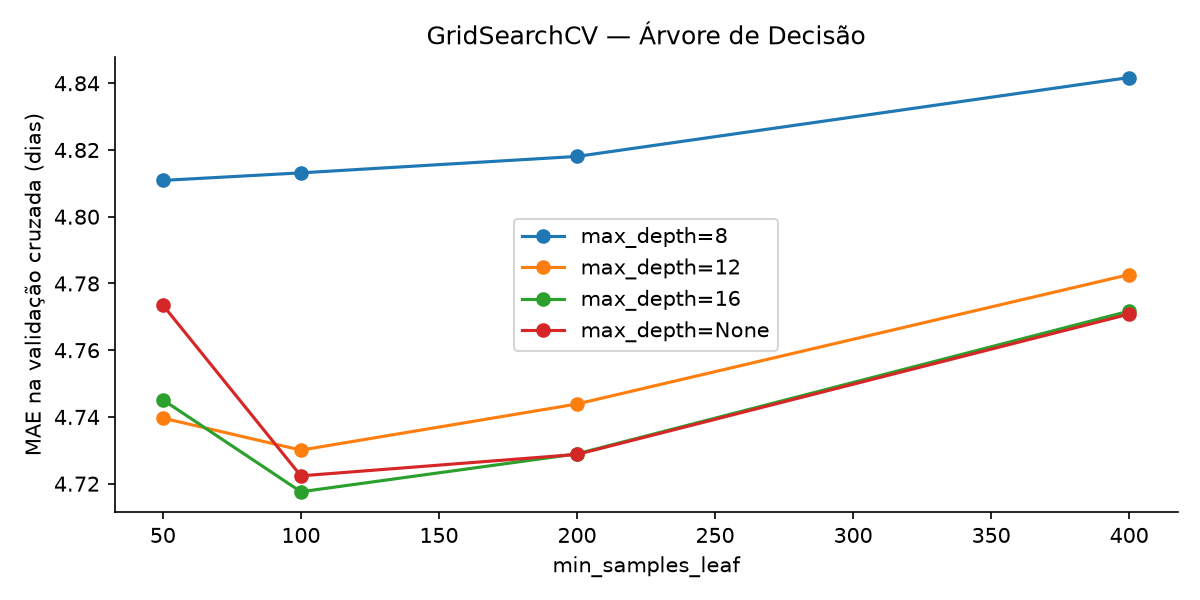 GridSearchCV — Árvore de Decisão
MAE na validação cruzada (dias)
4.84
4.82
4.80
4.78
4.76
4.74
4.72
max_depth=8
max_depth=12
max_depth=16
max_depth=None
50 100 150 200 250 300 350 400
min_samples_leaf